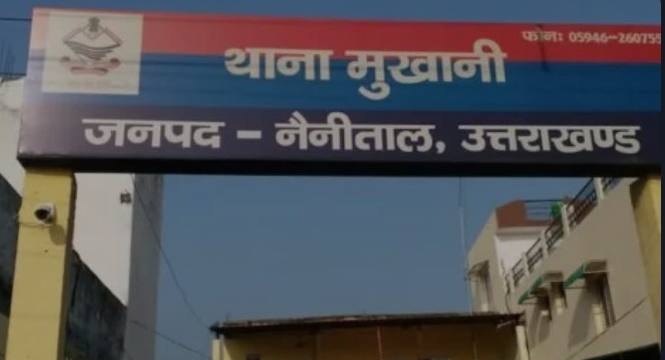 फोनः 05946-260755
थाना मुखानी
जनपद - नैनीताल, उत्तराखण्ड